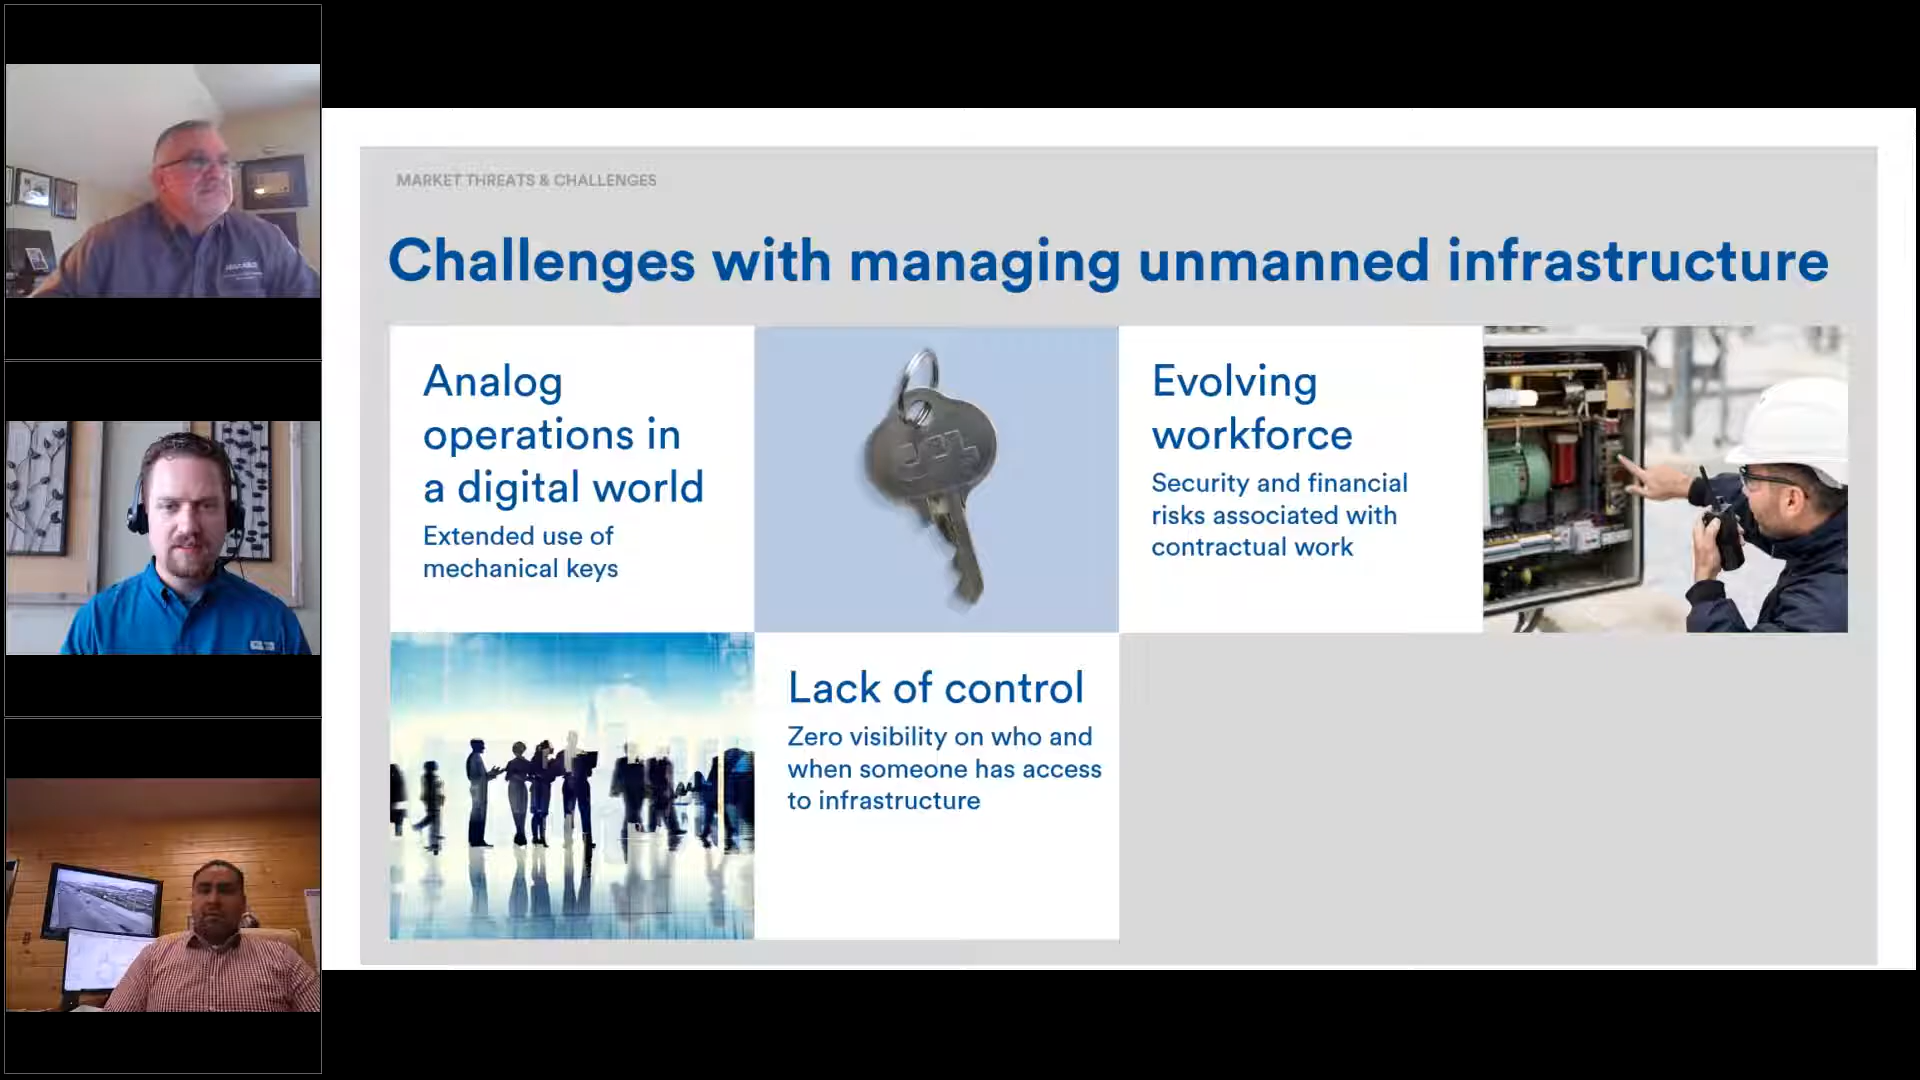 MARKET THREATS & CHALLENGES
Challenges with managing unmanned infrastructure
Analog
operations in
a digital world
Extended use of
mechanical keys
Evolving
workforce
Security and financial
risks associated with
contractual work
Lack of control
Zero visibility on who and
when someone has access
to infrastructure